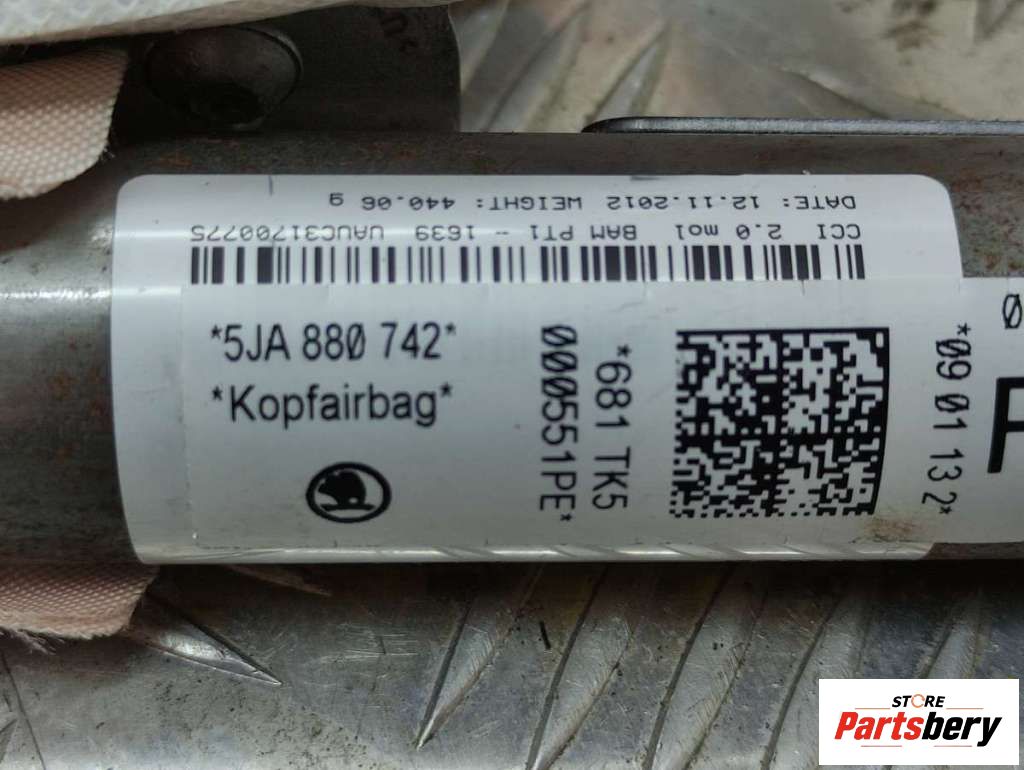 DATE: 12.11.2012 WEIGHT: 440.06 g
CCI 2.0 mol BAM PT1 - 1639 UAUC31700775
*5JA 880 742*
*Kopfairbag*
*681 TK5
000551PE*
*09 01 13 2*
Ø
STORE
Partsbery